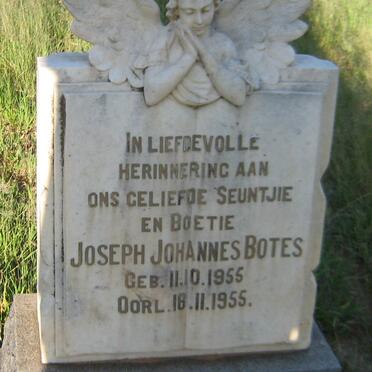 IN LIEFDEVOLLE
HERINNERING AAN
ONS GELIEFDE SEUNTJIE
EN BOETIE
JOSEPH JOHANNES BOTES
GEB. 11.10.1955
OORL. 18.11.1955.